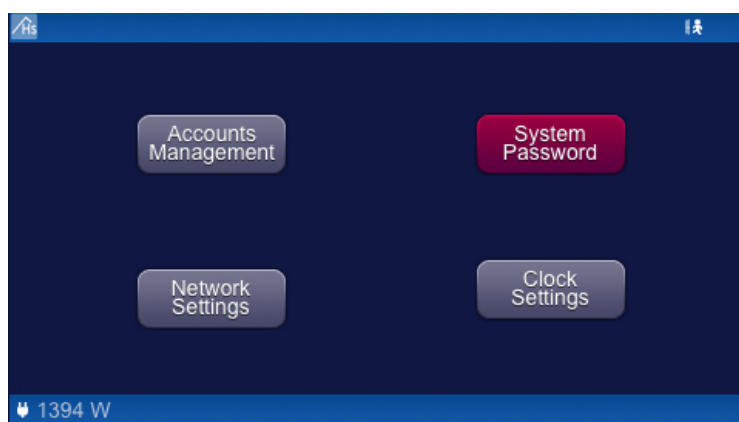 Hs
Accounts
Management
System
Password
Network
Settings
Clock
Settings
1394 W